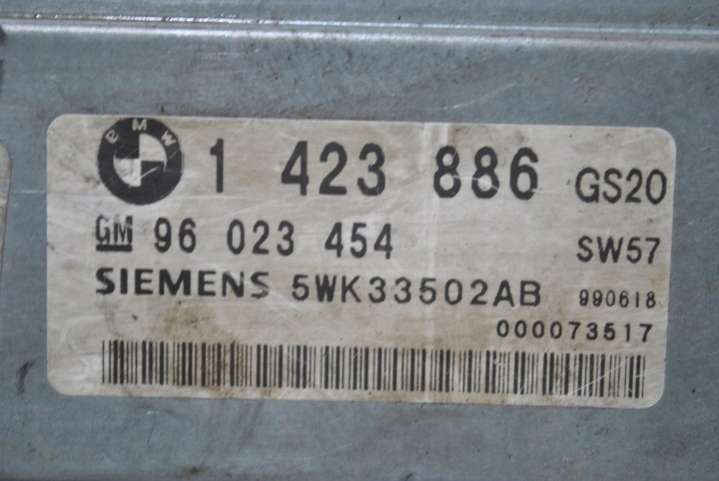 BMW 1 423 886 GS20
GM 96 023 454 SW57
SIEMENS 5WK33502AB 990618
000073517